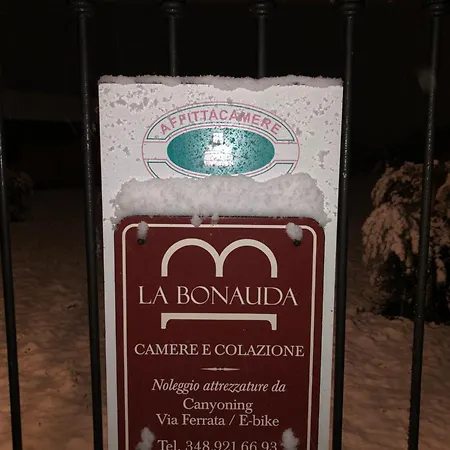 AFFITTACAMERE
LA BONAUDA
CAMERE E COLAZIONE
Noleggio attrezzature da
Canyoning
Via Ferrata / E-bike
Tel. 348.921 66 93